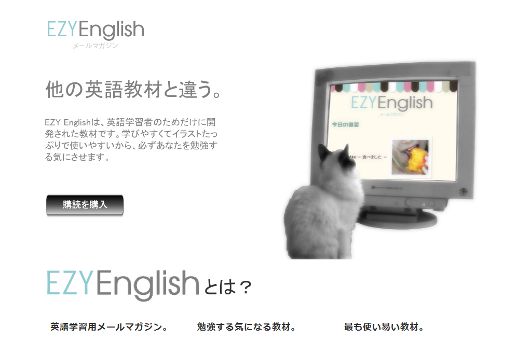 EZYEnglish
メールマガジン
他の英語教材と違う。
EZY Englishは、英語学習者のためだけに開
発された教材です。学びやすくてイラストたっ
ぷりで使いやすいから、必ずあなたを勉強す
る気にさせます。
購読を購入
EZYEnglish
今日の単習
EZYEnglishとは？
英語学習用メールマガジン。
勉強する気になる教材。
最も使い易い教材。